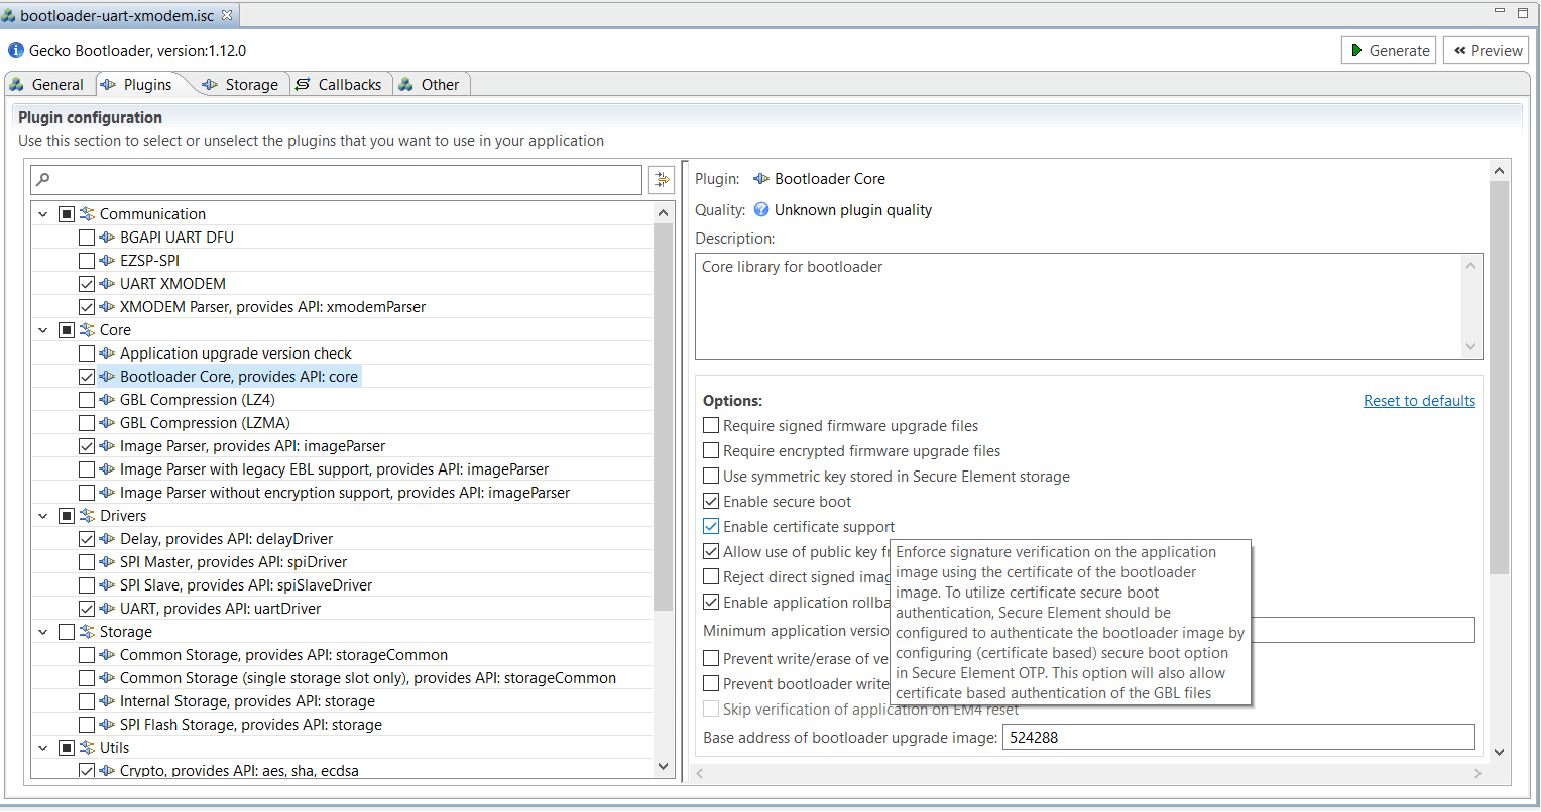 bootloader-uart-xmodem.isc
Gecko Bootloader, version:1.12.0
Generate
Preview
General
Plugins
Storage
Callbacks
Other
Plugin configuration
Use this section to select or unselect the plugins that you want to use in your application
Communication
BGAPI UART DFU
EZSP-SPI
UART XMODEM
XMODEM Parser, provides API: xmodemParser
Core
Application upgrade version check
Bootloader Core, provides API: core
GBL Compression (LZ4)
GBL Compression (LZMA)
Image Parser, provides API: imageParser
Image Parser with legacy EBL support, provides API: imageParser
Image Parser without encryption support, provides API: imageParser
Drivers
Delay, provides API: delayDriver
SPI Master, provides API: spiDriver
SPI Slave, provides API: spiSlaveDriver
UART, provides API: uartDriver
Storage
Common Storage, provides API: storageCommon
Common Storage (single storage slot only), provides API: storageCommon
Internal Storage, provides API: storage
SPI Flash Storage, provides API: storage
Utils
Crypto, provides API: aes, sha, ecdsa
Plugin: Bootloader Core
Quality: Unknown plugin quality
Description:
Core library for bootloader
Options:
Reset to defaults
Require signed firmware upgrade files
Require encrypted firmware upgrade files
Use symmetric key stored in Secure Element storage
Enable secure boot
Enable certificate support
Allow use of public key fr
Reject direct signed imag
Enable application rollba
Minimum application versio
Prevent write/erase of ve
Prevent bootloader write
Skip verification of application on EM4 reset
Base address of bootloader upgrade image: 524288
Enforce signature verification on the application
image using the certificate of the bootloader
image. To utilize certificate secure boot
authentication, Secure Element should be
configured to authenticate the bootloader image by
configuring (certificate based) secure boot option
in Secure Element OTP. This option will also allow
certificate based authentication of the GBL files